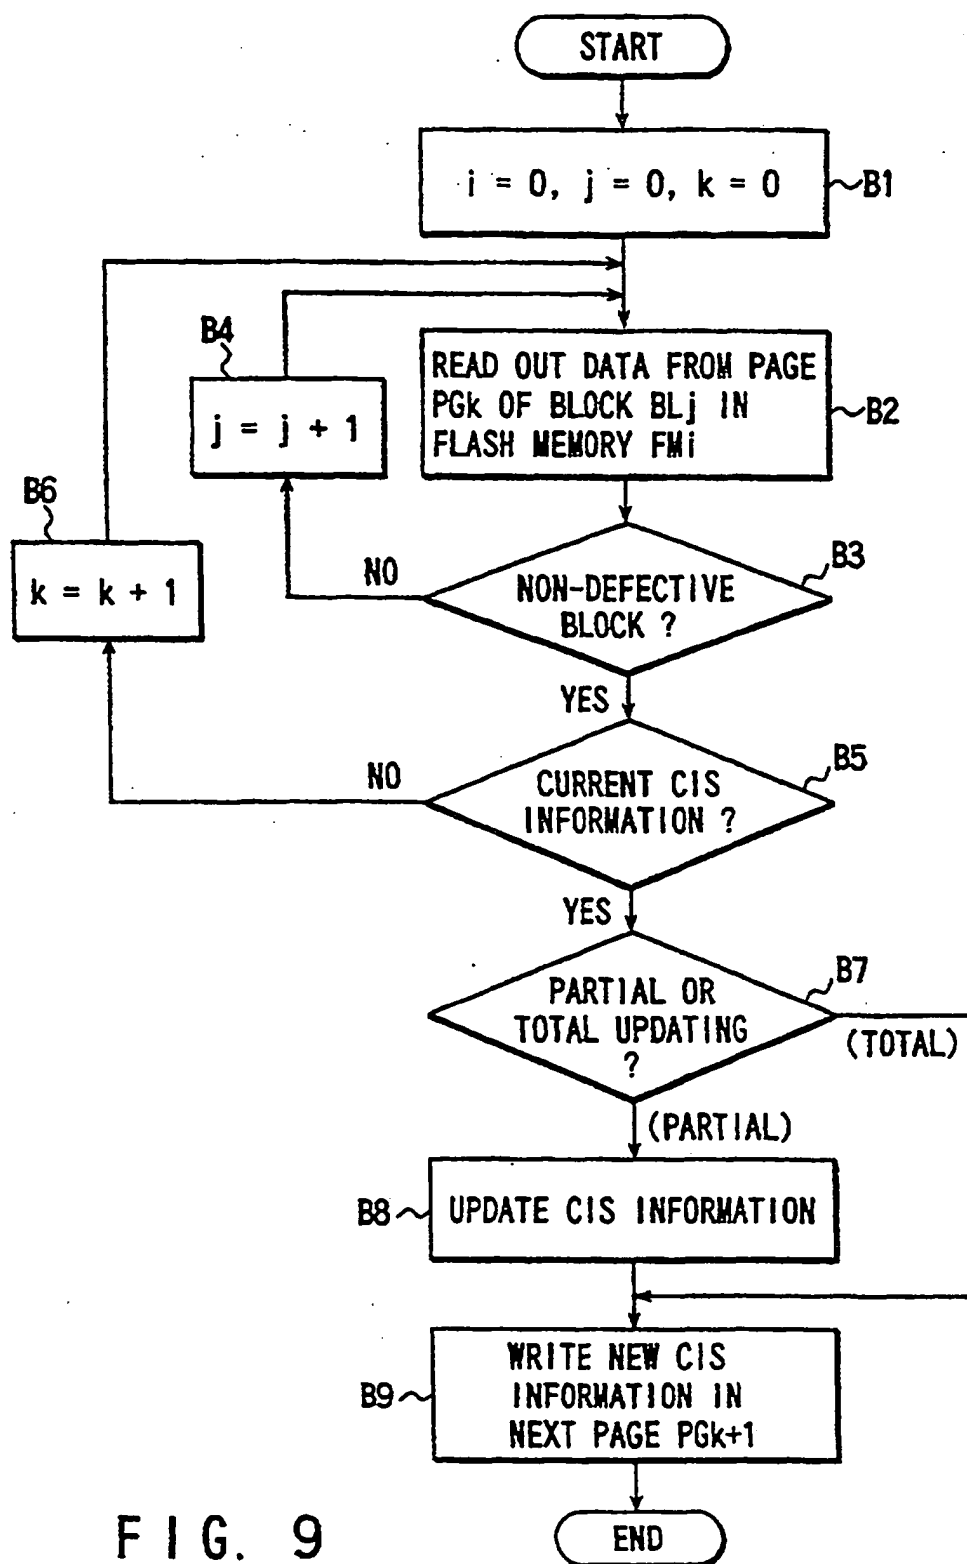 START
i = 0, j = 0, k = 0
B1
B4
j = j + 1
READ OUT DATA FROM PAGE
PGk OF BLOCK BLj IN
FLASH MEMORY FMi
B2
B6
k = k + 1
NO
NON-DEFECTIVE
BLOCK ?
B3
YES
NO
CURRENT CIS
INFORMATION ?
B5
YES
PARTIAL OR
TOTAL UPDATING
?
B7
(TOTAL)
(PARTIAL)
B8
UPDATE CIS INFORMATION
B9
WRITE NEW CIS
INFORMATION IN
NEXT PAGE PGk+1
END
FIG. 9